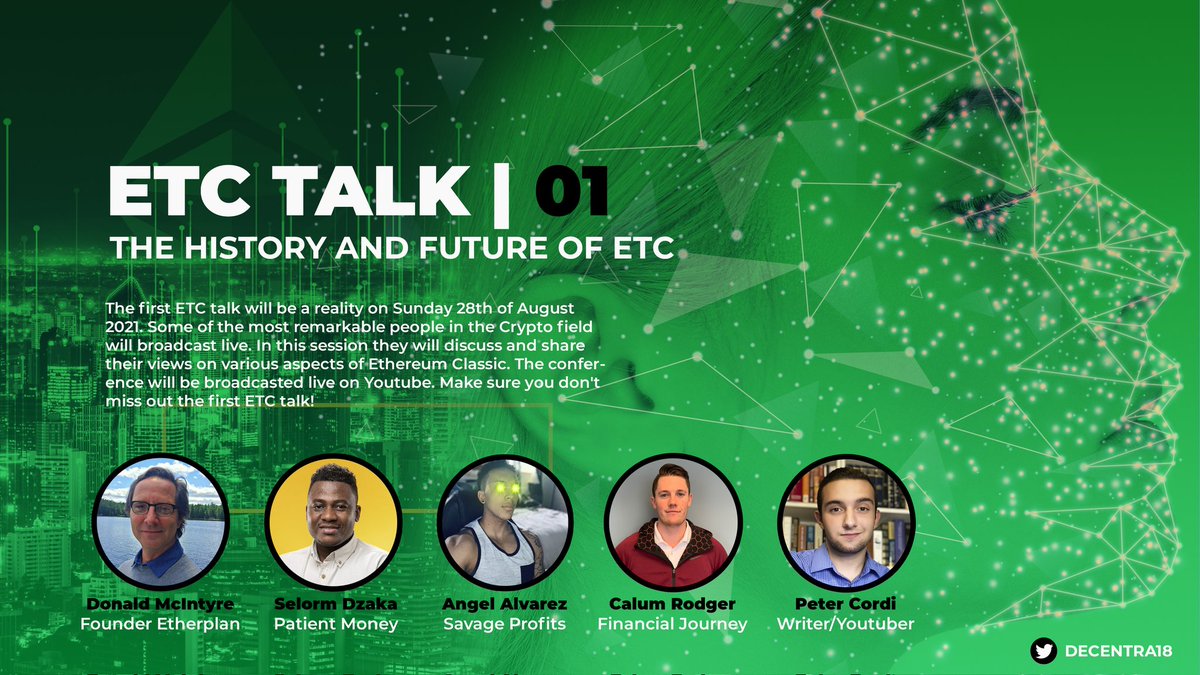 ETC TALK | 01
THE HISTORY AND FUTURE OF ETC
The first ETC talk will be a reality on Sunday 28th of August
2021. Some of the most remarkable people in the Crypto field
will broadcast live. In this session they will discuss and share
their views on various aspects of Ethereum Classic. The confer-
ence will be broadcasted live on Youtube. Make sure you don't
miss out the first ETC talk!
Donald McIntyre
Founder Etherplan
Selorm Dzaka
Patient Money
Angel Alvarez
Savage Profits
Calum Rodger
Financial Journey
Peter Cordi
Writer/Youtuber
DECENTRA18